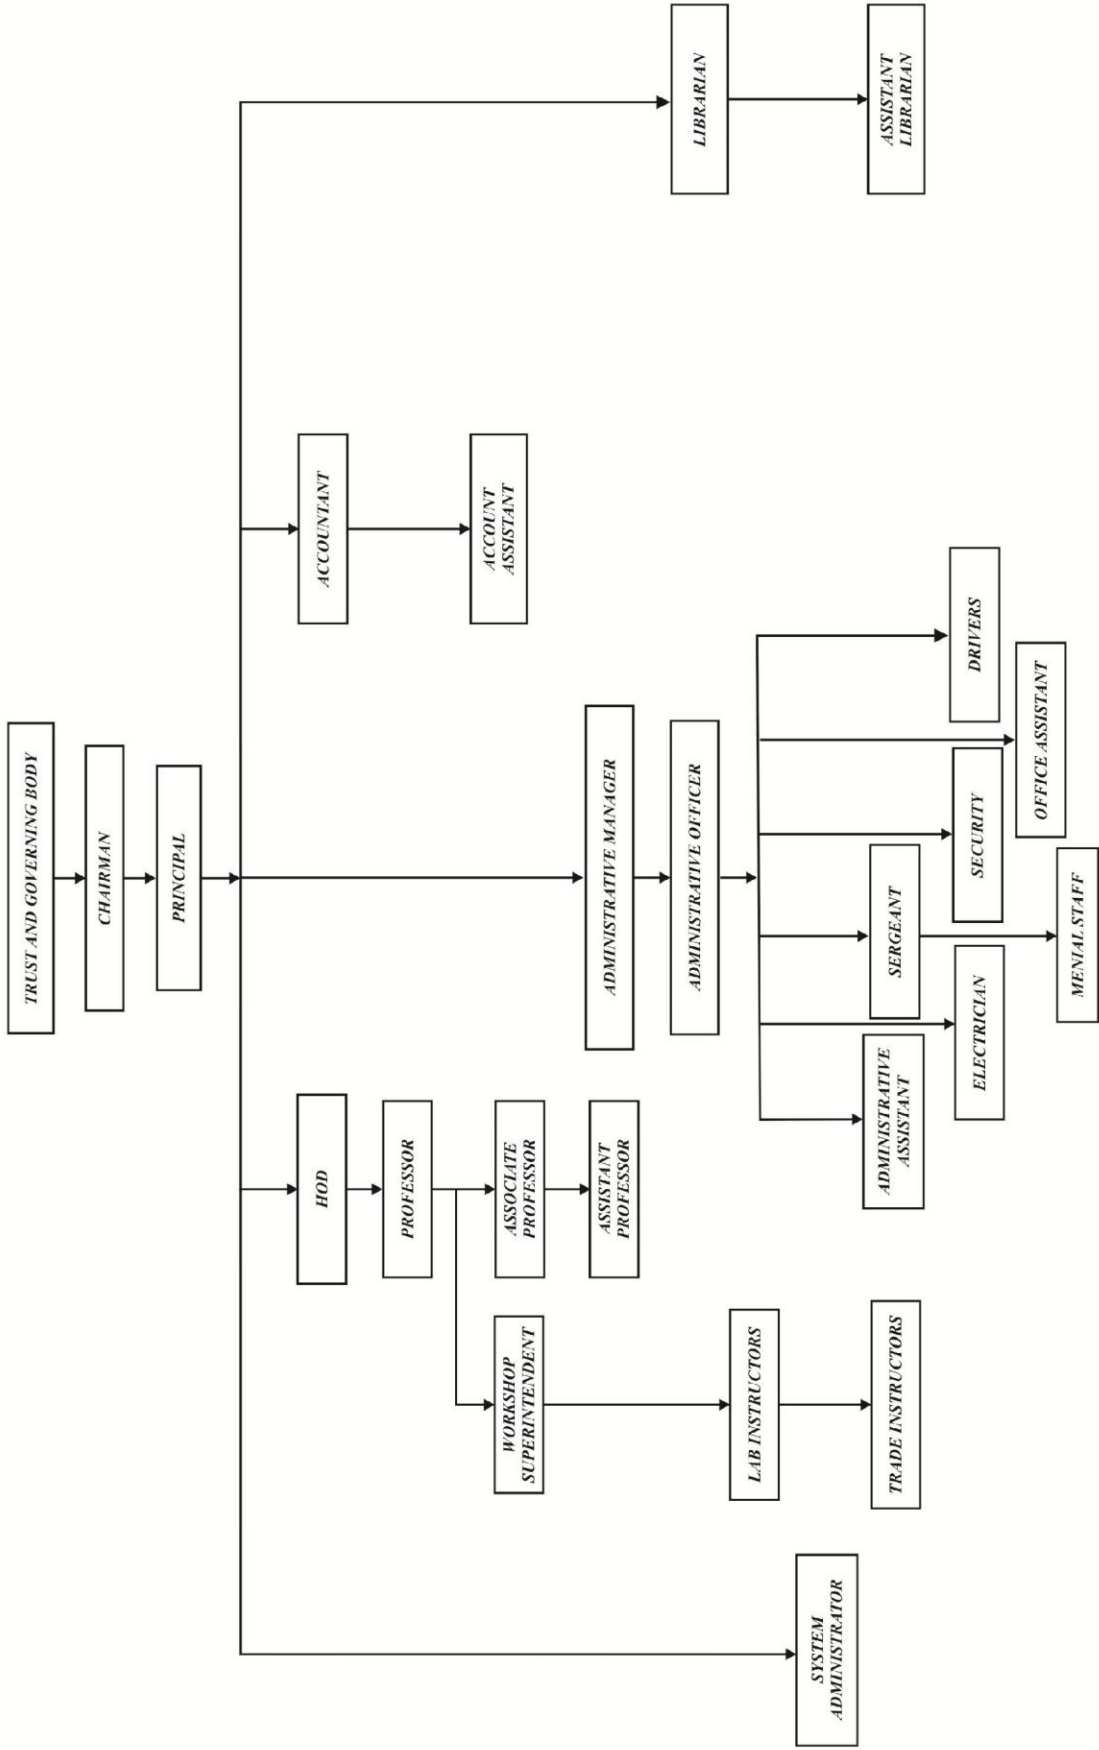 TRUST AND GOVERNING BODY
CHAIRMAN
PRINCIPAL
SYSTEM
ADMINISTRATOR
HOD
PROFESSOR
WORKSHOP
SUPERINTENDENT
ASSOCIATE
PROFESSOR
ASSISTANT
PROFESSOR
LAB INSTRUCTORS
TRADE INSTRUCTORS
ADMINISTRATIVE MANAGER
ADMINISTRATIVE OFFICER
ADMINISTRATIVE
ASSISTANT
ELECTRICIAN
SERGEANT
MENIAL STAFF
SECURITY
OFFICE ASSISTANT
DRIVERS
ACCOUNTANT
ACCOUNT
ASSISTANT
LIBRARIAN
ASSISTANT
LIBRARIAN